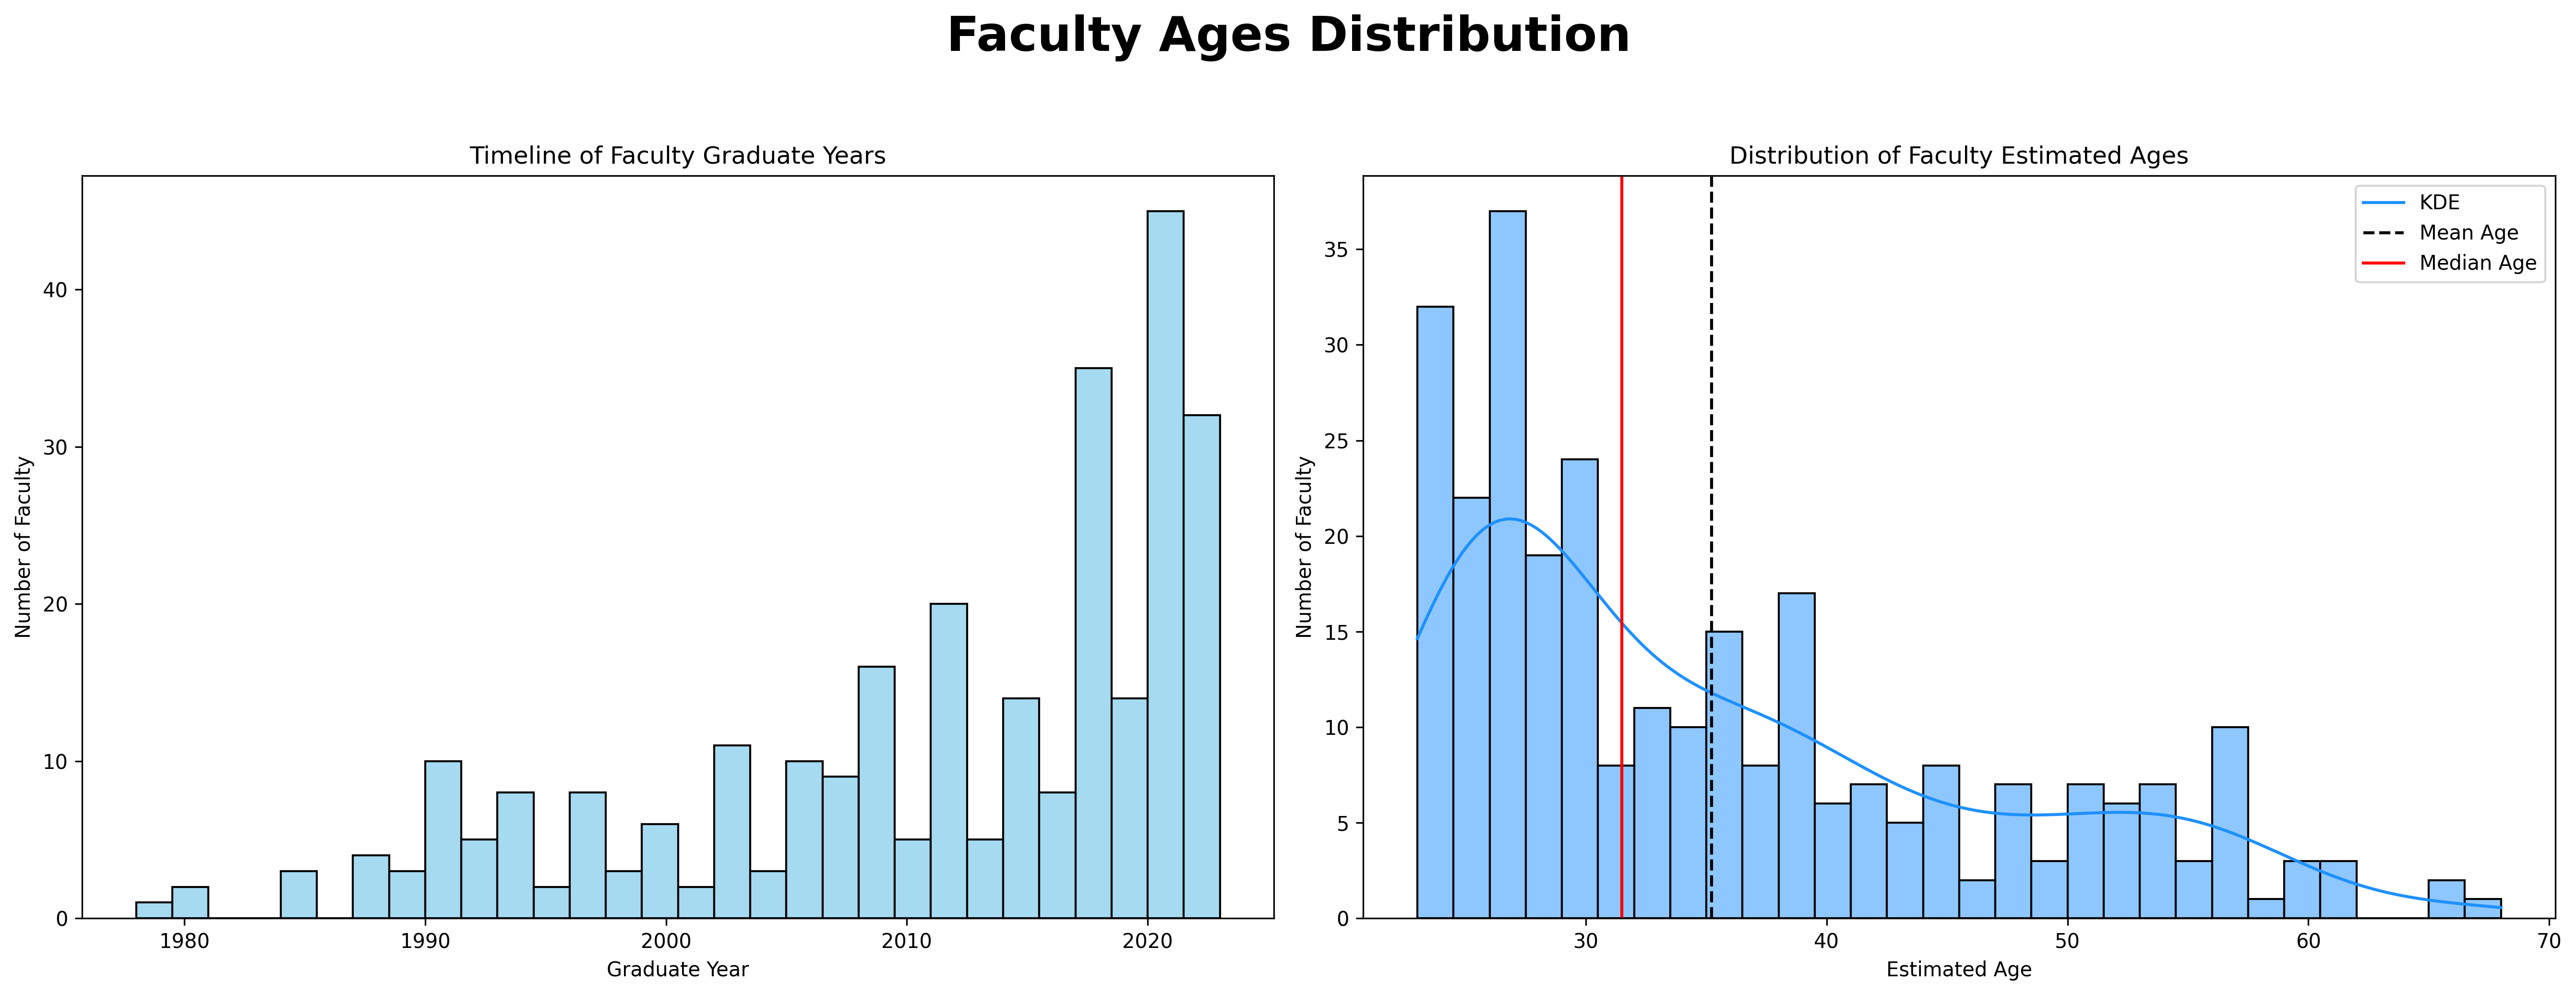 Faculty Ages Distribution
Timeline of Faculty Graduate Years
Number of Faculty
40
30
20
10
0
1980 1990 2000 2010 2020
Graduate Year
Distribution of Faculty Estimated Ages
Number of Faculty
35
30
25
20
15
10
5
0
30 40 50 60 70
Estimated Age
KDE
Mean Age
Median Age